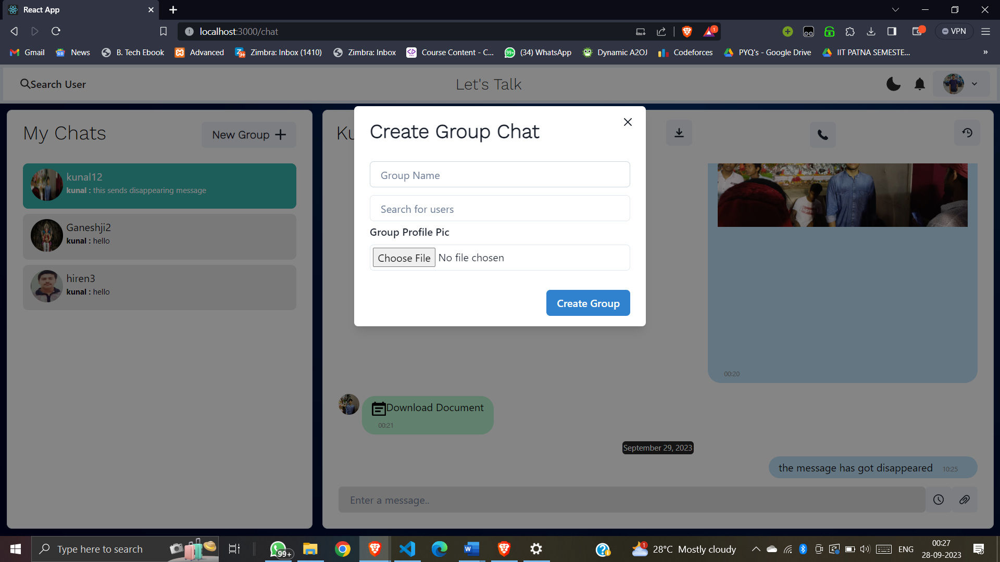 React App
localhost:3000/chat
1
VPN
Gmail
News
B. Tech Ebook
Advanced
Zimbra: Inbox (1410)
Zimbra: Inbox
Course Content - C...
(34) WhatsApp
Dynamic A2OJ
Codeforces
PYQ's - Google Drive
IIT PATNA SEMESTE...
»
Search User
Let's Talk
My Chats
New Group
kunal12
kunal : this sends disappearing message
Ganeshji2
kunal : hello
hiren3
kunal : hello
Ku
Create Group Chat
Group Name
Search for users
Group Profile Pic
Choose File No file chosen
Create Group
00:20
Download Document
00:21
September 29, 2023
the message has got disappeared 10:25
Enter a message..
Type here to search
99+
1
28°C Mostly cloudy
ENG
00:27
28-09-2023